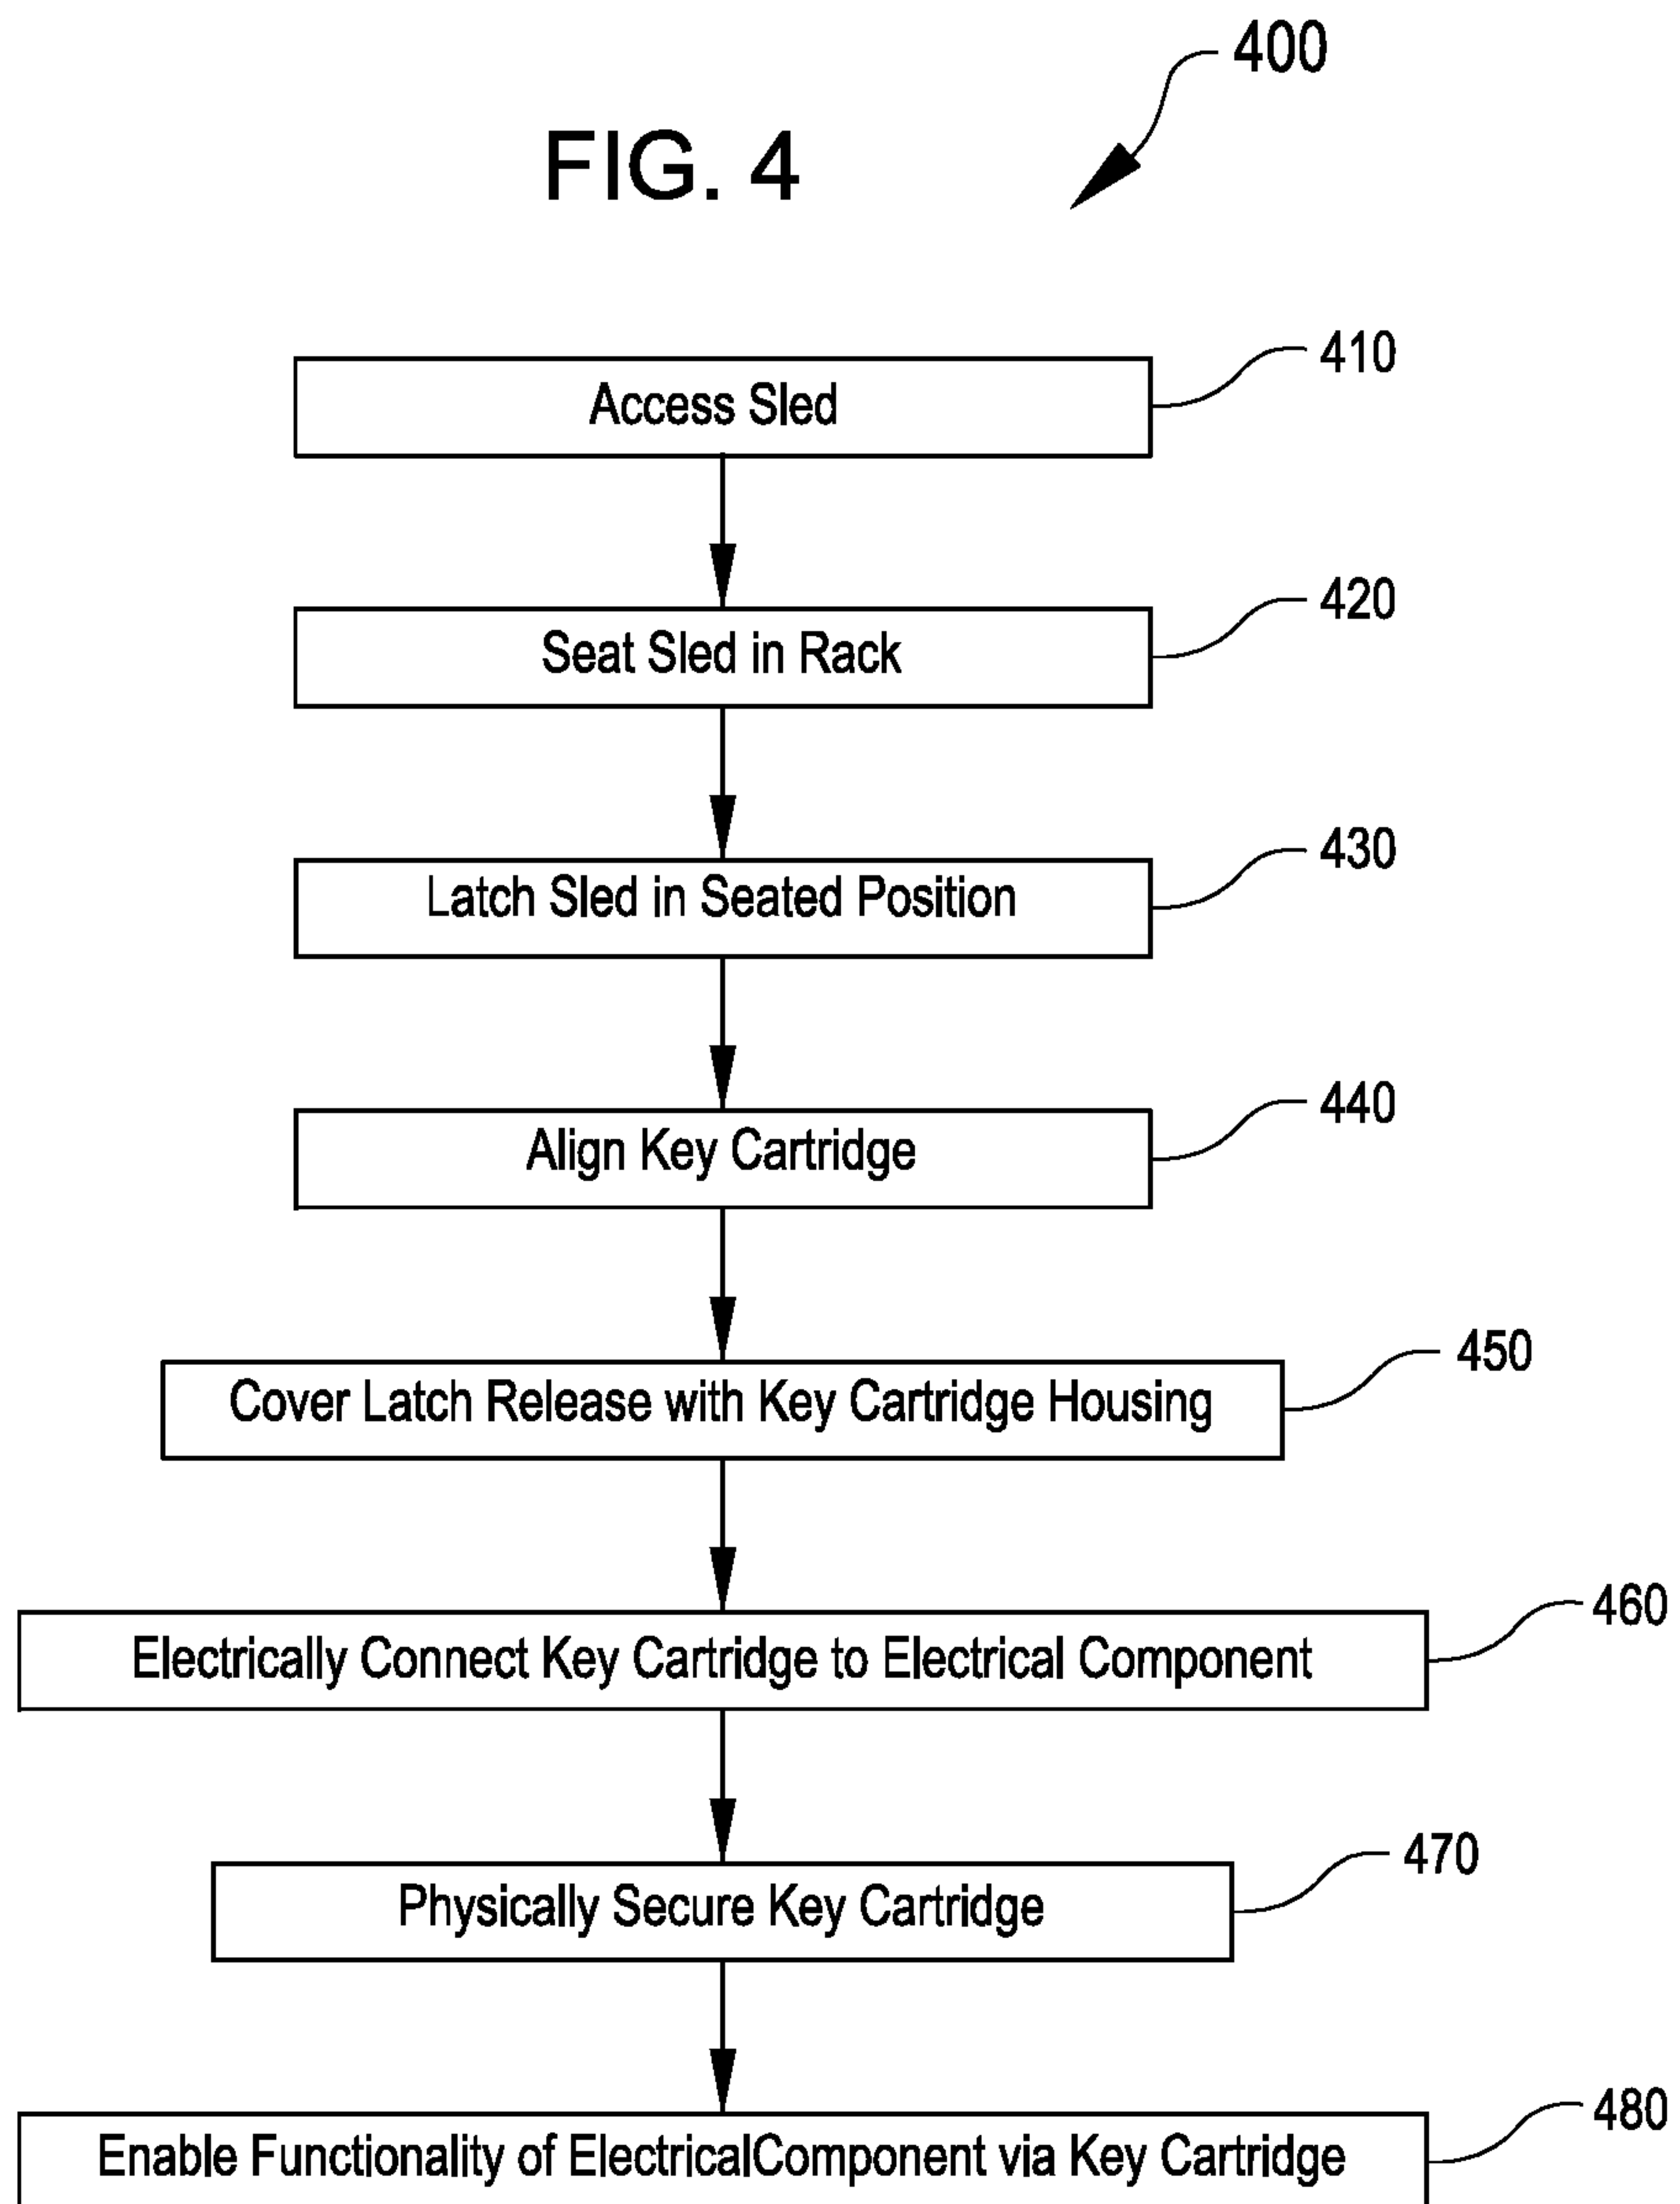 400
FIG. 4
Access Sled
410
Seat Sled in Rack
420
Latch Sled in Seated Position
430
Align Key Cartridge
440
Cover Latch Release with Key Cartridge Housing
450
Electrically Connect Key Cartridge to Electrical Component
460
Physically Secure Key Cartridge
470
Enable Functionality of ElectricalComponent via Key Cartridge
480